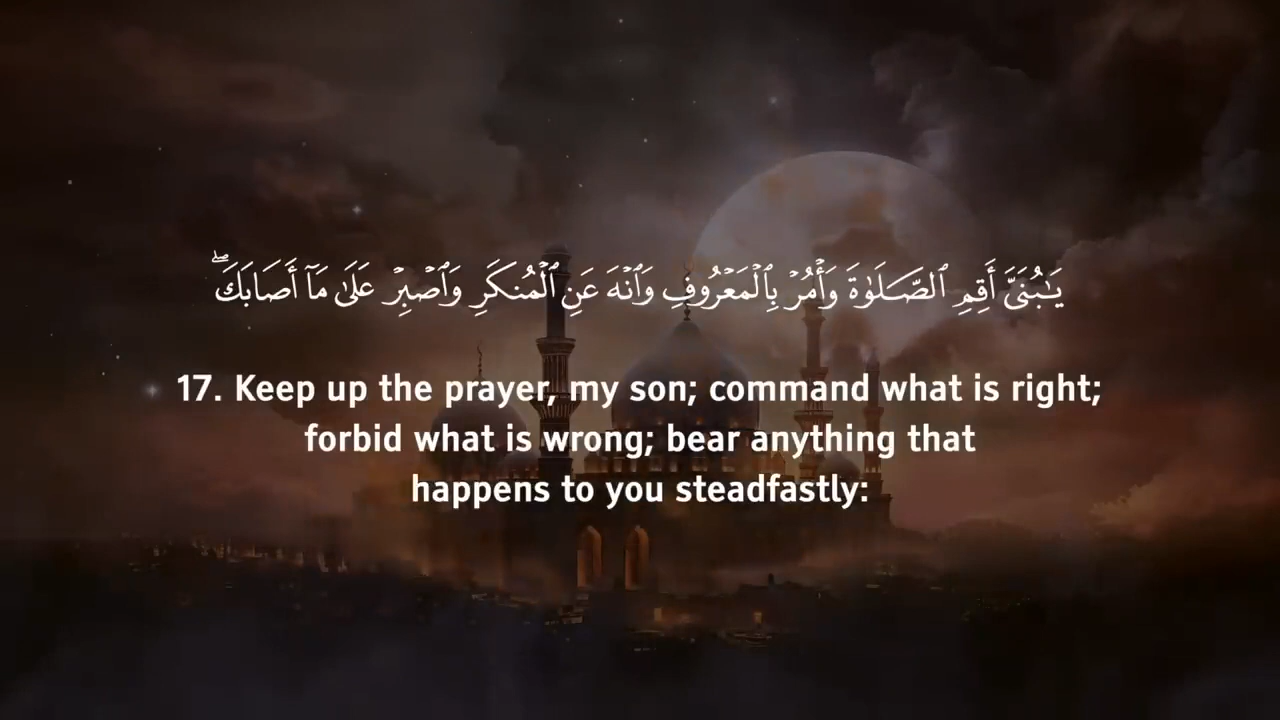 يَـٰبُنَىَّ أَقِمِ ٱلصَّلَوٰةَ وَأْمُرْ بِٱلْمَعْرُوفِ وَٱنْهَ عَنِ ٱلْمُنكَرِ وَٱصْبِرْ عَلَىٰ مَآ أَصَابَكَ ۖ
17. Keep up the prayer, my son; command what is right;
forbid what is wrong; bear anything that
happens to you steadfastly: